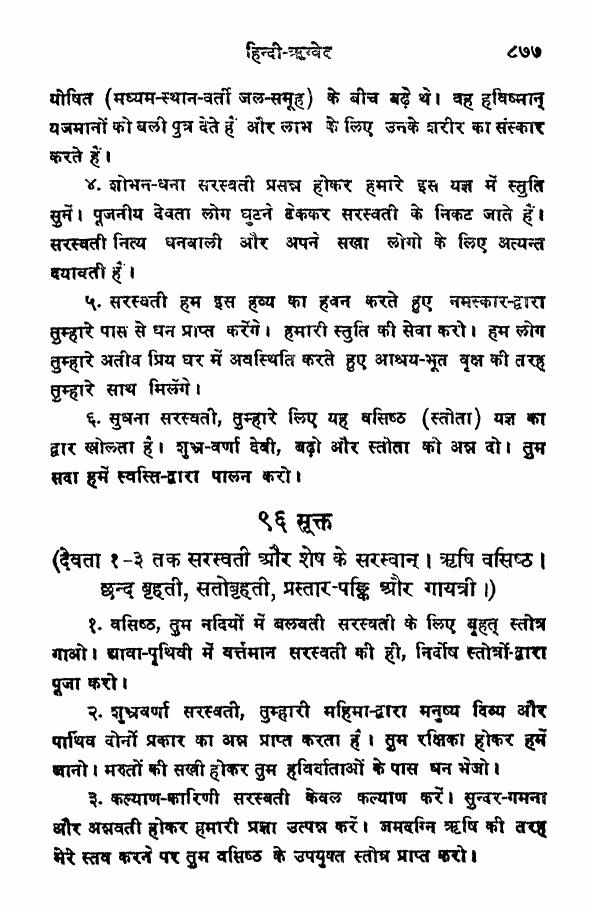 हिन्दी-ऋग्वेद ८७७
योषित (मध्यम-स्थान-वर्ती जल-समूह) के बीच बढ़े थे। वह हविष्मान्
यजमानों को बली पुत्र देते हैं और लाभ के लिए उनके शरीर का संस्कार
करते हैं।
४. शोभन-धना सरस्वती प्रसन्न होकर हमारे इस यज्ञ में स्तुति
सुनें। पूजनीय देवता लोग घुटने टेककर सरस्वती के निकट जाते हैं।
सरस्वती नित्य धनवाली और अपने सखा लोगो के लिए अत्यन्त
दयावती हैं।
५. सरस्वती हम इस हव्य का हवन करते हुए नमस्कार-द्वारा
तुम्हारे पास से धन प्राप्त करेंगे। हमारी स्तुति की सेवा करो। हम लोग
तुम्हारे अतीव प्रिय घर में अवस्थिति करते हुए आश्रय-भूत वृक्ष की तरह
तुम्हारे साथ मिलेंगे।
६. सुधना सरस्वती, तुम्हारे लिए यह वसिष्ठ (स्तोता) यज्ञ का
द्वार खोलता है। शुभ्र-वर्णा देवी, बढ़ो और स्तोता को अन्न दो। तुम
सदा हमें स्वस्ति-द्वारा पालन करो।
९६ सूक्त
(देवता १-३ तक सरस्वती और शेष के सरस्वान्। ऋषि वसिष्ठ।
छन्द बृहती, सतोबृहती, प्रस्तार-पङ्क्ति और गायत्री।)
१. वसिष्ठ, तुम नदियों में बलवती सरस्वती के लिए बृहत् स्तोत्र
गाओ। द्यावा-पृथिवी में वर्त्तमान सरस्वती की ही, निर्दोष स्तोत्रों-द्वारा
पूजा करो।
२. शुभ्रवर्णा सरस्वती, तुम्हारी महिमा-द्वारा मनुष्य दिव्य और
पार्थिव दोनों प्रकार का अन्न प्राप्त करता है। तुम रक्षिका होकर हमें
जानो। मरुतों की सखी होकर तुम हविर्दाताओं के पास धन भेजो।
३. कल्याण-कारिणी सरस्वती केवल कल्याण करें। सुन्दर-गमना
और अन्नवती होकर हमारी प्रज्ञा उत्पन्न करें। जमदग्नि ऋषि की तरह
मेरे स्तव करने पर तुम वसिष्ठ के उपयुक्त स्तोत्र प्राप्त करो।